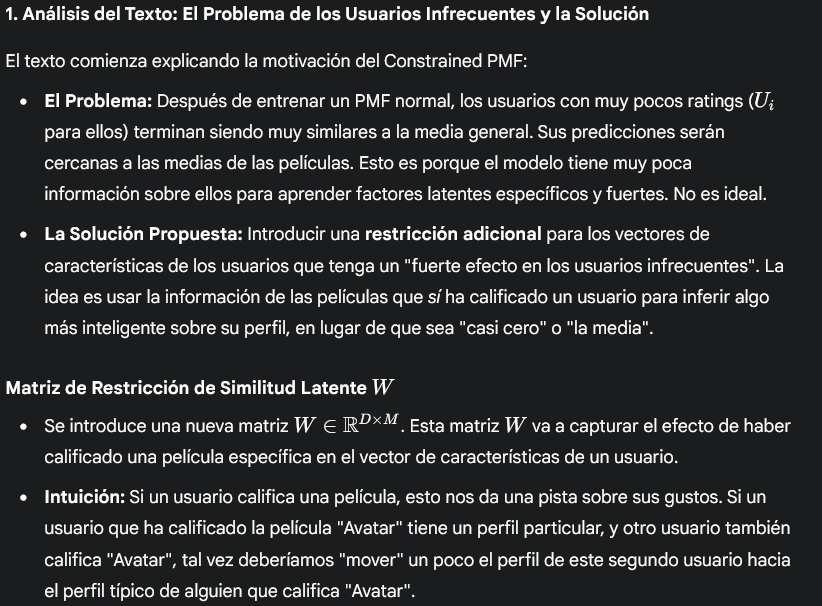 1. Análisis del Texto: El Problema de los Usuarios Infrecuentes y la Solución
El texto comienza explicando la motivación del Constrained PMF:
• El Problema: Después de entrenar un PMF normal, los usuarios con muy pocos ratings (U_i
para ellos) terminan siendo muy similares a la media general. Sus predicciones serán
cercanas a las medias de las películas. Esto es porque el modelo tiene muy poca
información sobre ellos para aprender factores latentes específicos y fuertes. No es ideal.
• La Solución Propuesta: Introducir una restricción adicional para los vectores de
características de los usuarios que tenga un "fuerte efecto en los usuarios infrecuentes". La
idea es usar la información de las películas que sí ha calificado un usuario para inferir algo
más inteligente sobre su perfil, en lugar de que sea "casi cero" o "la media".
Matriz de Restricción de Similitud Latente W
• Se introduce una nueva matriz W ∈ ℝ^{D×M}. Esta matriz W va a capturar el efecto de haber
calificado una película específica en el vector de características de un usuario.
• Intuición: Si un usuario califica una película, esto nos da una pista sobre sus gustos. Si un
usuario que ha calificado la película "Avatar" tiene un perfil particular, y otro usuario también
califica "Avatar", tal vez deberíamos "mover" un poco el perfil de este segundo usuario hacia
el perfil típico de alguien que califica "Avatar".